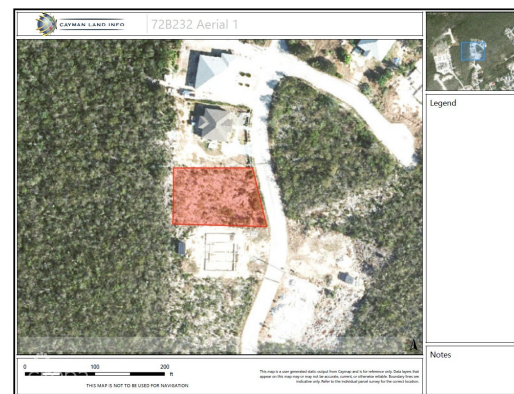 CAYMAN LAND INFO
72B232 Aerial 1
Legend
Notes
0 100 200
ft
THIS MAP IS NOT TO BE USED FOR NAVIGATION
This map is a user generated static output from Caymap and is for reference only. Data layers that
appear on this map may or may not be accurate, current, or otherwise reliable. Boundary lines are
indicative only. Refer to the individual parcel survey for the correct location.